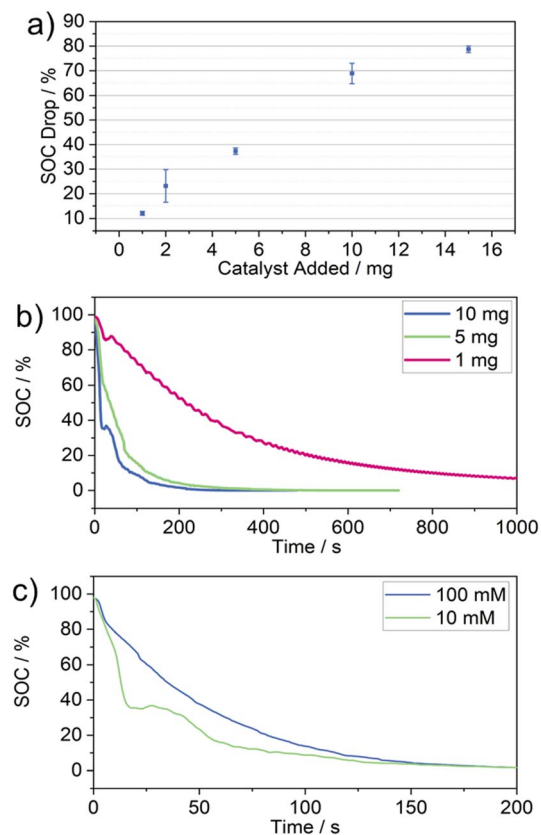 a)
SOC Drop / %
90
80
70
60
50
40
30
20
10
0 2 4 6 8 10 12 14 16
Catalyst Added / mg
b)
SOC / %
100
80
60
40
20
0
10 mg
5 mg
1 mg
0 200 400 600 800 1000
Time / s
c)
SOC / %
100
80
60
40
20
0
100 mM
10 mM
0 50 100 150 200
Time / s